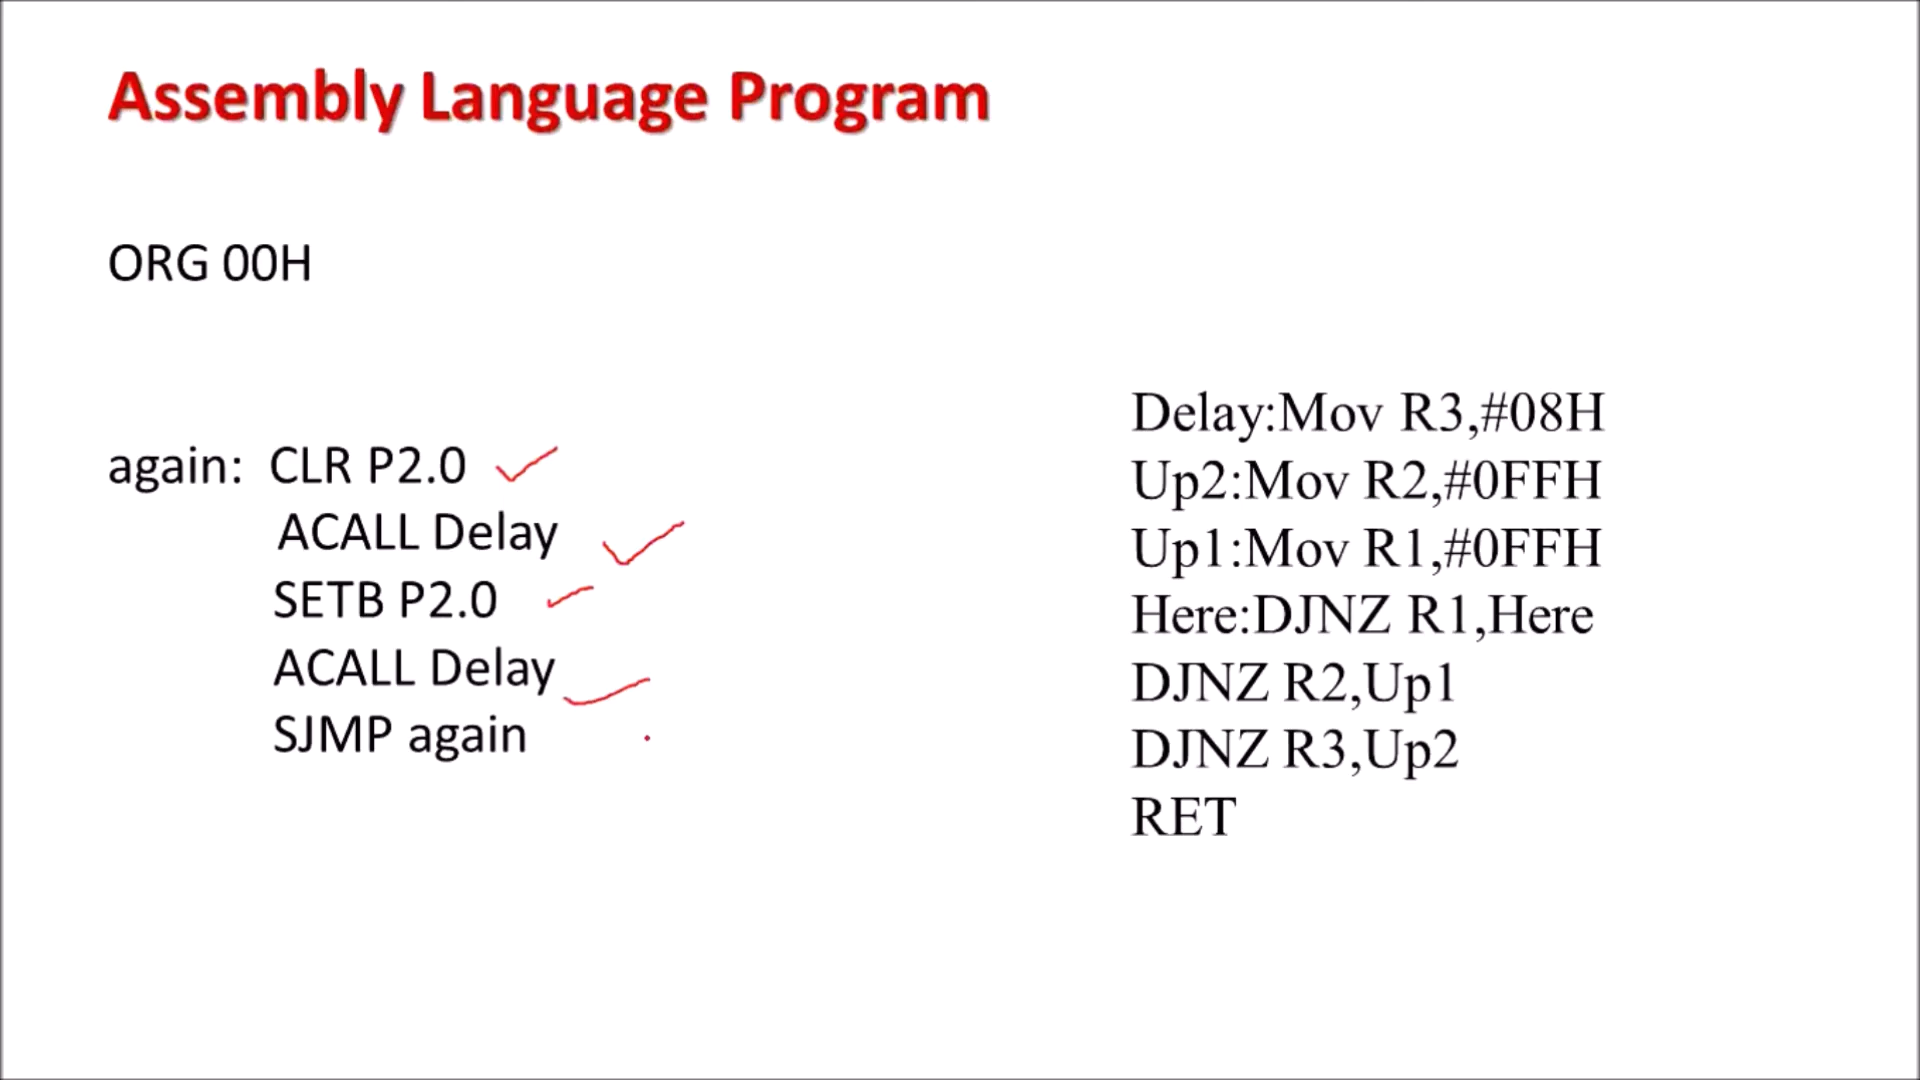 Assembly Language Program
ORG 00H
again: CLR P2.0
ACALL Delay
SETB P2.0
ACALL Delay
SJMP again
Delay:Mov R3,#08H
Up2:Mov R2,#0FFH
Up1:Mov R1,#0FFH
Here:DJNZ R1,Here
DJNZ R2,Up1
DJNZ R3,Up2
RET